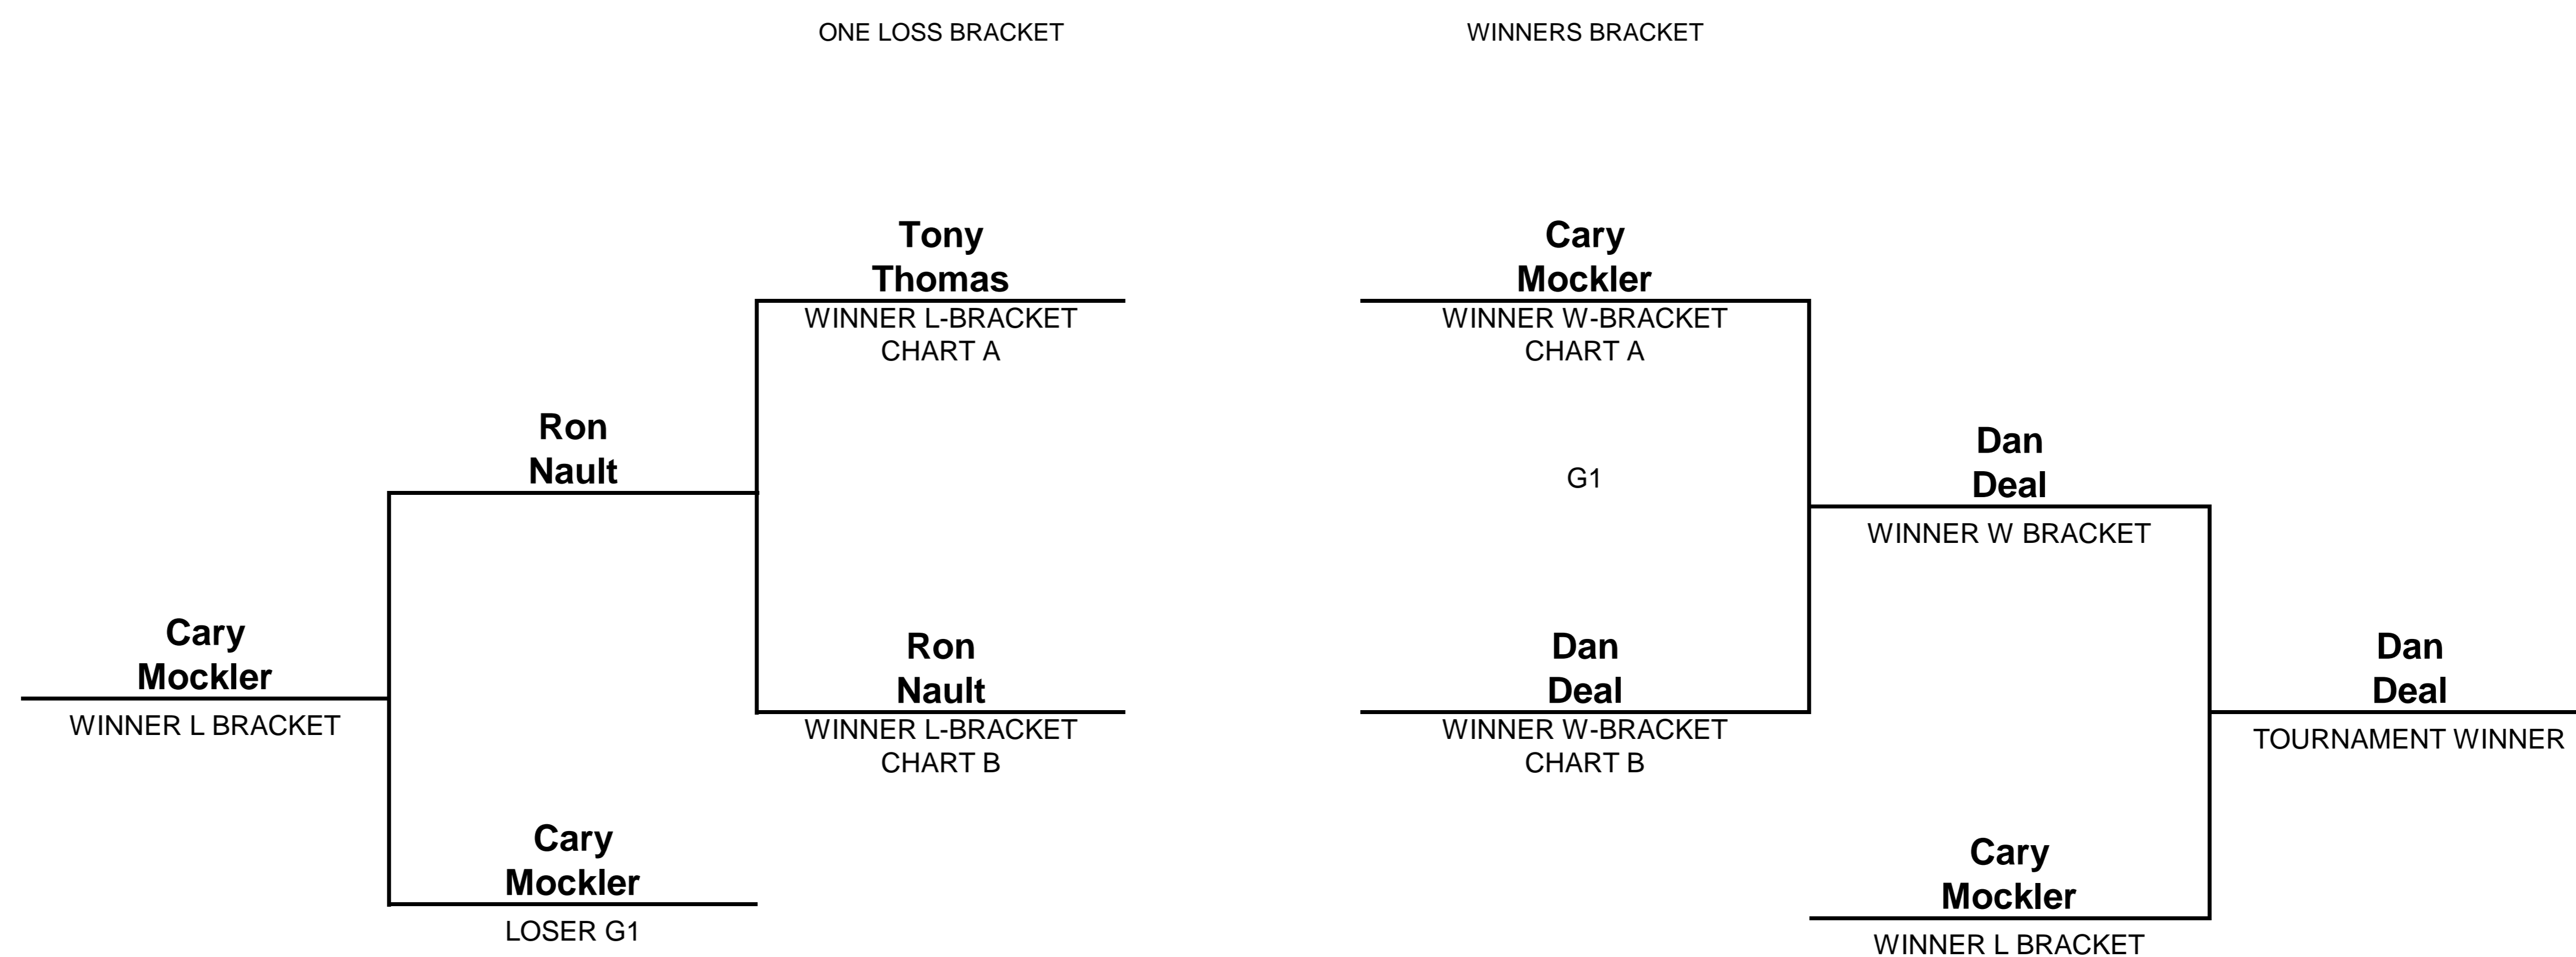 ONE LOSS BRACKET
WINNERS BRACKET
Tony
Thomas
WINNER L-BRACKET
CHART A
Cary
Mockler
WINNER W-BRACKET
CHART A
Ron
Nault
G1
Dan
Deal
WINNER W BRACKET
Cary
Mockler
WINNER L BRACKET
Ron
Nault
WINNER L-BRACKET
CHART B
Dan
Deal
WINNER W-BRACKET
CHART B
Dan
Deal
TOURNAMENT WINNER
Cary
Mockler
LOSER G1
Cary
Mockler
WINNER L BRACKET